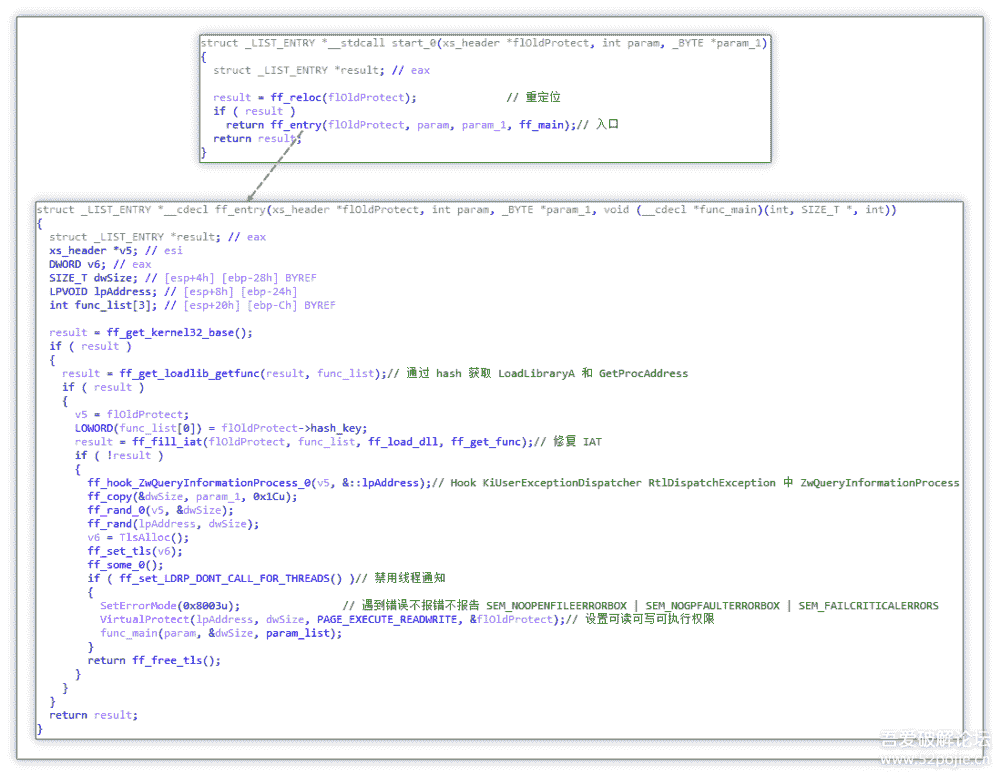 struct _LIST_ENTRY *__stdcall start_0(xs_header *flOldProtect, int param, _BYTE *param_1)
{
struct _LIST_ENTRY *result; // eax
result = ff_reloc(flOldProtect); // 重定位
if ( result )
return ff_entry(flOldProtect, param, param_1, ff_main);// 入口
return result;
}
struct _LIST_ENTRY *__cdecl ff_entry(xs_header *flOldProtect, int param, _BYTE *param_1, void (__cdecl *func_main)(int, SIZE_T *, int))
{
struct _LIST_ENTRY *result; // eax
xs_header *v5; // esi
DWORD v6; // eax
SIZE_T dwSize; // [esp+4h] [ebp-28h] BYREF
LPVOID lpAddress; // [esp+8h] [ebp-24h]
int func_list[3]; // [esp+20h] [ebp-Ch] BYREF
result = ff_get_kernel32_base();
if ( result )
{
result = ff_get_loadlib_getfunc(result, func_list);// 通过 hash 获取 LoadLibraryA 和 GetProcAddress
if ( result )
{
v5 = flOldProtect;
LOWORD(func_list[0]) = flOldProtect->hash_key;
result = ff_fill_iat(flOldProtect, func_list, ff_load_dll, ff_get_func);// 修复 IAT
if ( !result )
{
ff_hook_ZwQueryInformationProcess_0(v5, &::lpAddress);// Hook KiUserExceptionDispatcher RtlDispatchException 中 ZwQueryInformationProcess
ff_copy(&dwSize, param_1, 0x1Cu);
ff_rand_0(v5, &dwSize);
ff_rand(lpAddress, dwSize);
v6 = TlsAlloc();
ff_set_tls(v6);
ff_some_0();
if ( ff_set_LDRP_DONT_CALL_FOR_THREADS() )// 禁用线程通知
{
SetErrorMode(0x8003u); // 遇到错误不报错不报告 SEM_NOOPENFILEERRORBOX | SEM_NOGPFAULTERRORBOX | SEM_FAILCRITICALERRORS
VirtualProtect(lpAddress, dwSize, PAGE_EXECUTE_READWRITE, &flOldProtect);// 设置可读可写可执行权限
func_main(param, &dwSize, param_list);
}
return ff_free_tls();
}
}
}
return result;
}
吾爱破解论坛
www.52pojie.cn